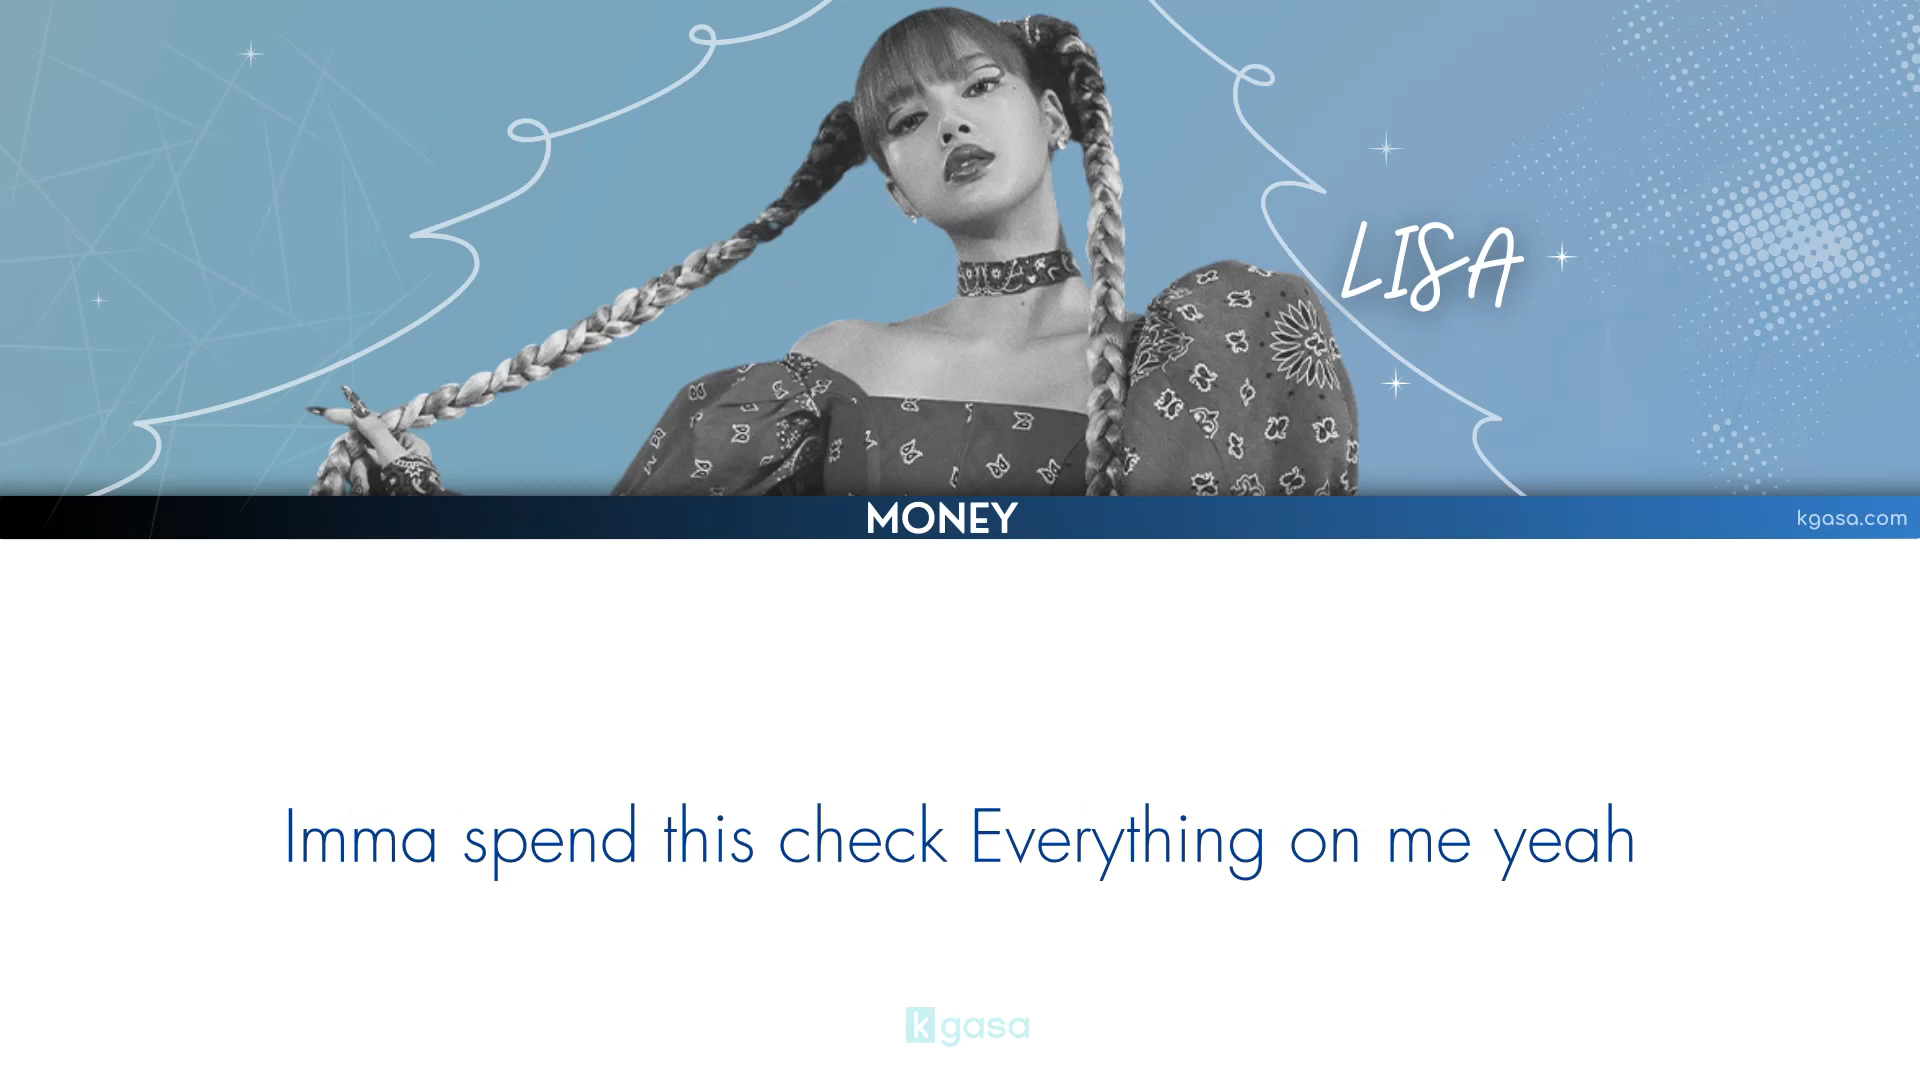 LISA
MONEY
kgasa.com
Imma spend this check Everything on me yeah
kgasa